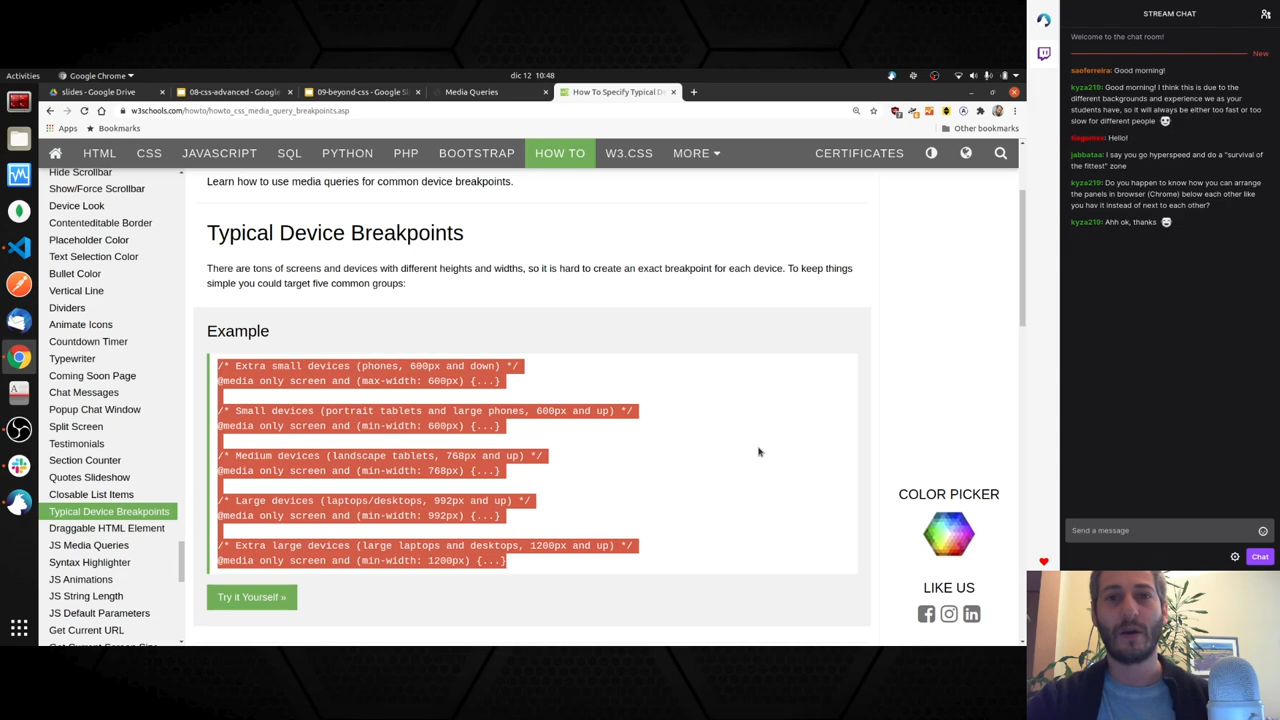 Activities
Google Chrome
dic 12 10:48
slides - Google Drive
08-css-advanced - Google
09-beyond-css - Google Sl
Media Queries
How To Specify Typical D
w3schools.com/howto/howto_css_media_query_breakpoints.asp
Apps
Bookmarks
Other bookmarks
HTML
CSS
JAVASCRIPT
SQL
PYTHON
PHP
BOOTSTRAP
HOW TO
W3.CSS
MORE
CERTIFICATES
Hide Scrollbar
Show/Force Scrollbar
Device Look
Contenteditable Border
Placeholder Color
Text Selection Color
Bullet Color
Vertical Line
Dividers
Animate Icons
Countdown Timer
Typewriter
Coming Soon Page
Chat Messages
Popup Chat Window
Split Screen
Testimonials
Section Counter
Quotes Slideshow
Closable List Items
Typical Device Breakpoints
Draggable HTML Element
JS Media Queries
Syntax Highlighter
JS Animations
JS String Length
JS Default Parameters
Get Current URL
Get Current Screen Size
Learn how to use media queries for common device breakpoints.
Typical Device Breakpoints
There are tons of screens and devices with different heights and widths, so it is hard to create an exact breakpoint for each device. To keep things
simple you could target five common groups:
Example
/* Extra small devices (phones, 600px and down) */
@media only screen and (max-width: 600px) {...}
/* Small devices (portrait tablets and large phones, 600px and up) */
@media only screen and (min-width: 600px) {...}
/* Medium devices (landscape tablets, 768px and up) */
@media only screen and (min-width: 768px) {...}
/* Large devices (laptops/desktops, 992px and up) */
@media only screen and (min-width: 992px) {...}
/* Extra large devices (large laptops and desktops, 1200px and up) */
@media only screen and (min-width: 1200px) {...}
Try it Yourself »
COLOR PICKER
LIKE US
STREAM CHAT
Welcome to the chat room!
New
saoferreira: Good morning!
kyza219: Good morning! I think this is due to the
different backgrounds and experience we as your
students have, so it will always be either too fast or too
slow for different people
Hello!
jabbataa: I say you go hyperspeed and do a "survival of
the fittest" zone
kyza219: Do you happen to know how you can arrange
the panels in browser (Chrome) below each other like
you hav it instead of next to each other?
kyza219: Ahh ok, thanks
Send a message
Chat